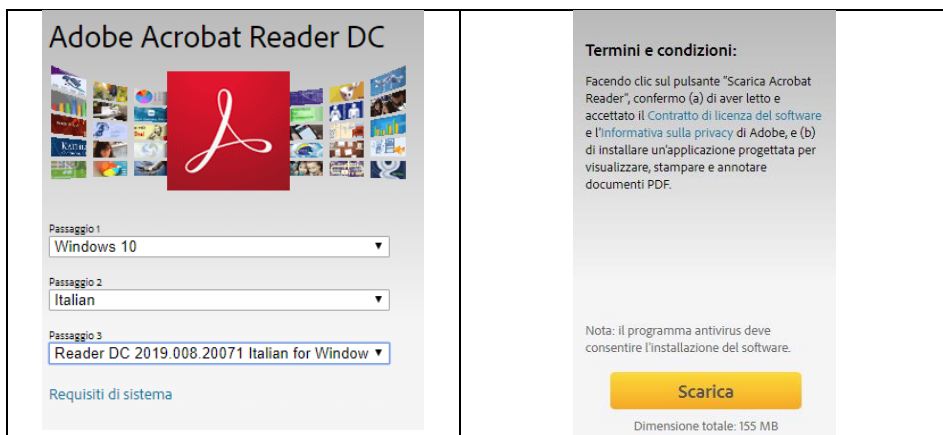 Adobe Acrobat Reader DC
Passaggio 1
Windows 10
Passaggio 2
Italian
Passaggio 3
Reader DC 2019.008.20071 Italian for Window
Requisiti di sistema
Termini e condizioni:
Facendo clic sul pulsante "Scarica Acrobat
Reader", confermo (a) di aver letto e
accettato il Contratto di licenza del software
e l'Informativa sulla privacy di Adobe, e (b)
di installare un'applicazione progettata per
visualizzare, stampare e annotare
documenti PDF.
Nota: il programma antivirus deve
consentire l'installazione del software.
Scarica
Dimensione totale: 155 MB